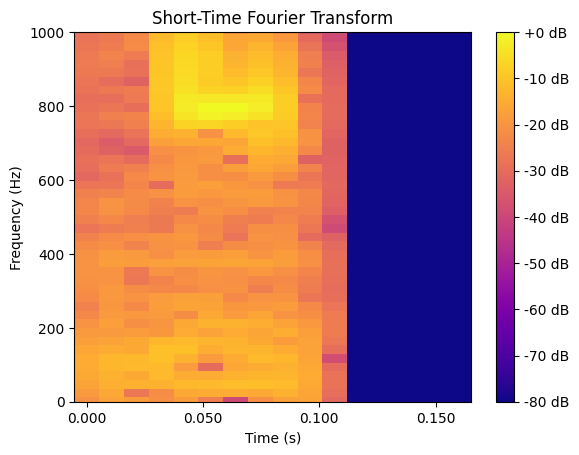 Short-Time Fourier Transform
1000
800
600
400
200
0
Frequency (Hz)
0.000
0.050
0.100
0.150
Time (s)
+0 dB
-10 dB
-20 dB
-30 dB
-40 dB
-50 dB
-60 dB
-70 dB
-80 dB